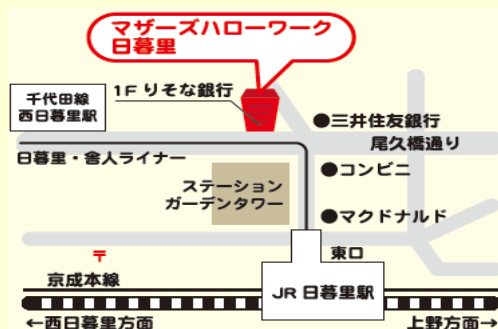 マザーズハローワーク
日暮里
1F りそな銀行
千代田線
西日暮里駅
●三井住友銀行
尾久橋通り
日暮里・舎人ライナー
●コンビニ
ステーション
ガーデンタワー
●マクドナルド
東口
〒
京成本線
JR 日暮里駅
←西日暮里方面
上野方面→